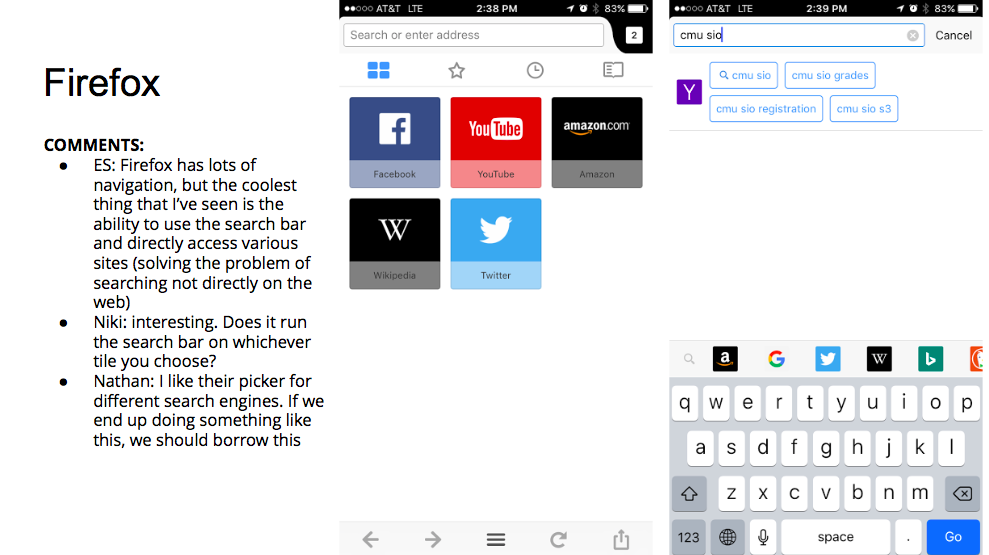 Firefox
COMMENTS:
● ES: Firefox has lots of
navigation, but the coolest
thing that I've seen is the
ability to use the search bar
and directly access various
sites (solving the problem of
searching not directly on the
web)
● Niki: interesting. Does it run
the search bar on whichever
tile you choose?
● Nathan: I like their picker for
different search engines. If we
end up doing something like
this, we should borrow this
AT&T LTE 2:38 PM 83%
Search or enter address
2
f
You Tube
amazon.com
Facebook
YouTube
Amazon
W
Wikipedia
Twitter
AT&T LTE 2:39 PM 83%
cmu sio
Cancel
Y
cmu sio
cmu sio grades
cmu sio registration
cmu sio s3
a G W b
q w e r t y u i o p
a s d f g h j k l
z x c v b n m
123 space . Go